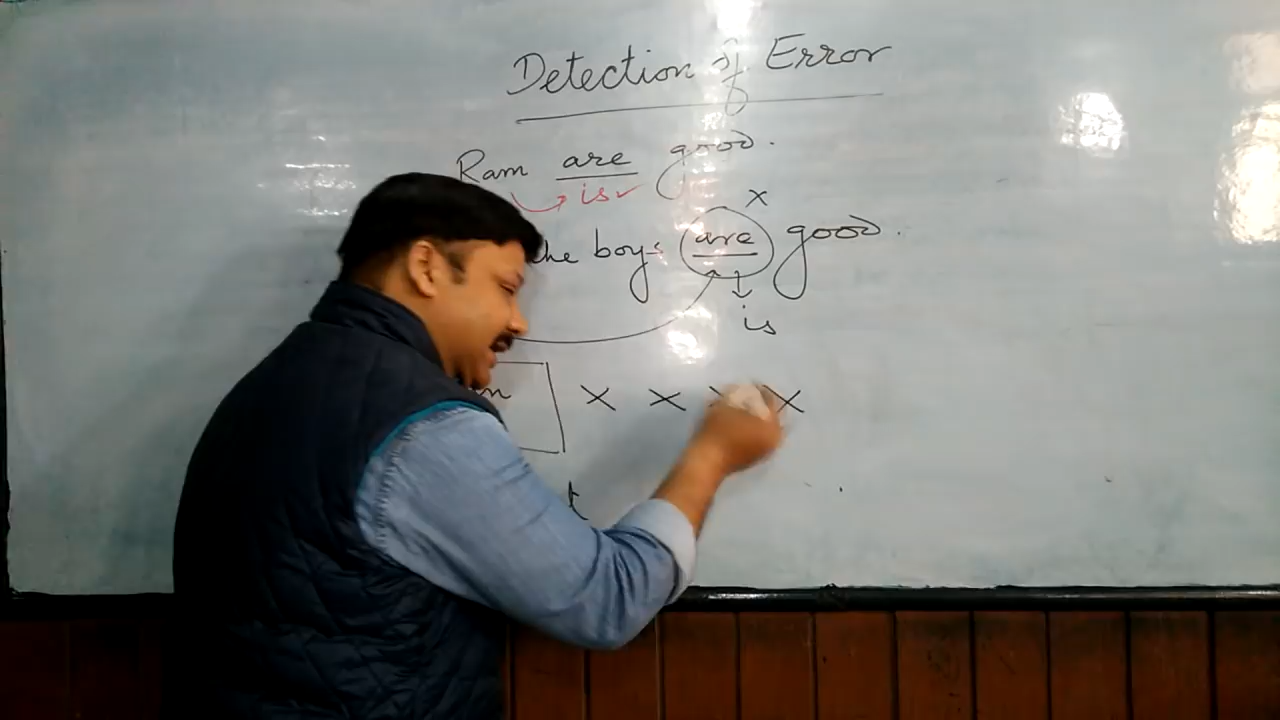 Detection of Error
Ram are good.
is ✓
x
the boys are good.
is
x x x x
t